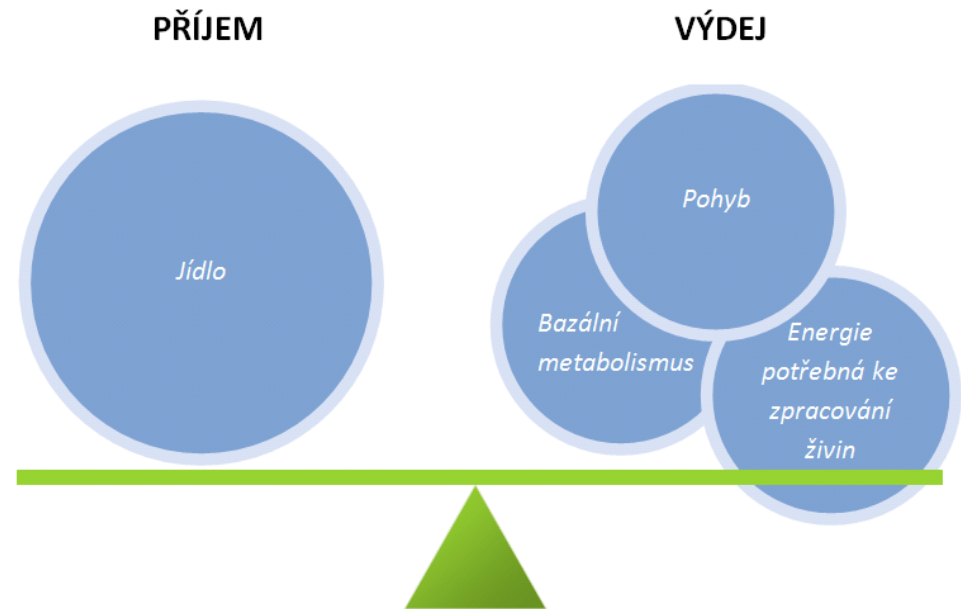 PŘÍJEM
VÝDEJ
Jídlo
Pohyb
Bazální
metabolismus
Energie
potřebná ke
zpracování
živin